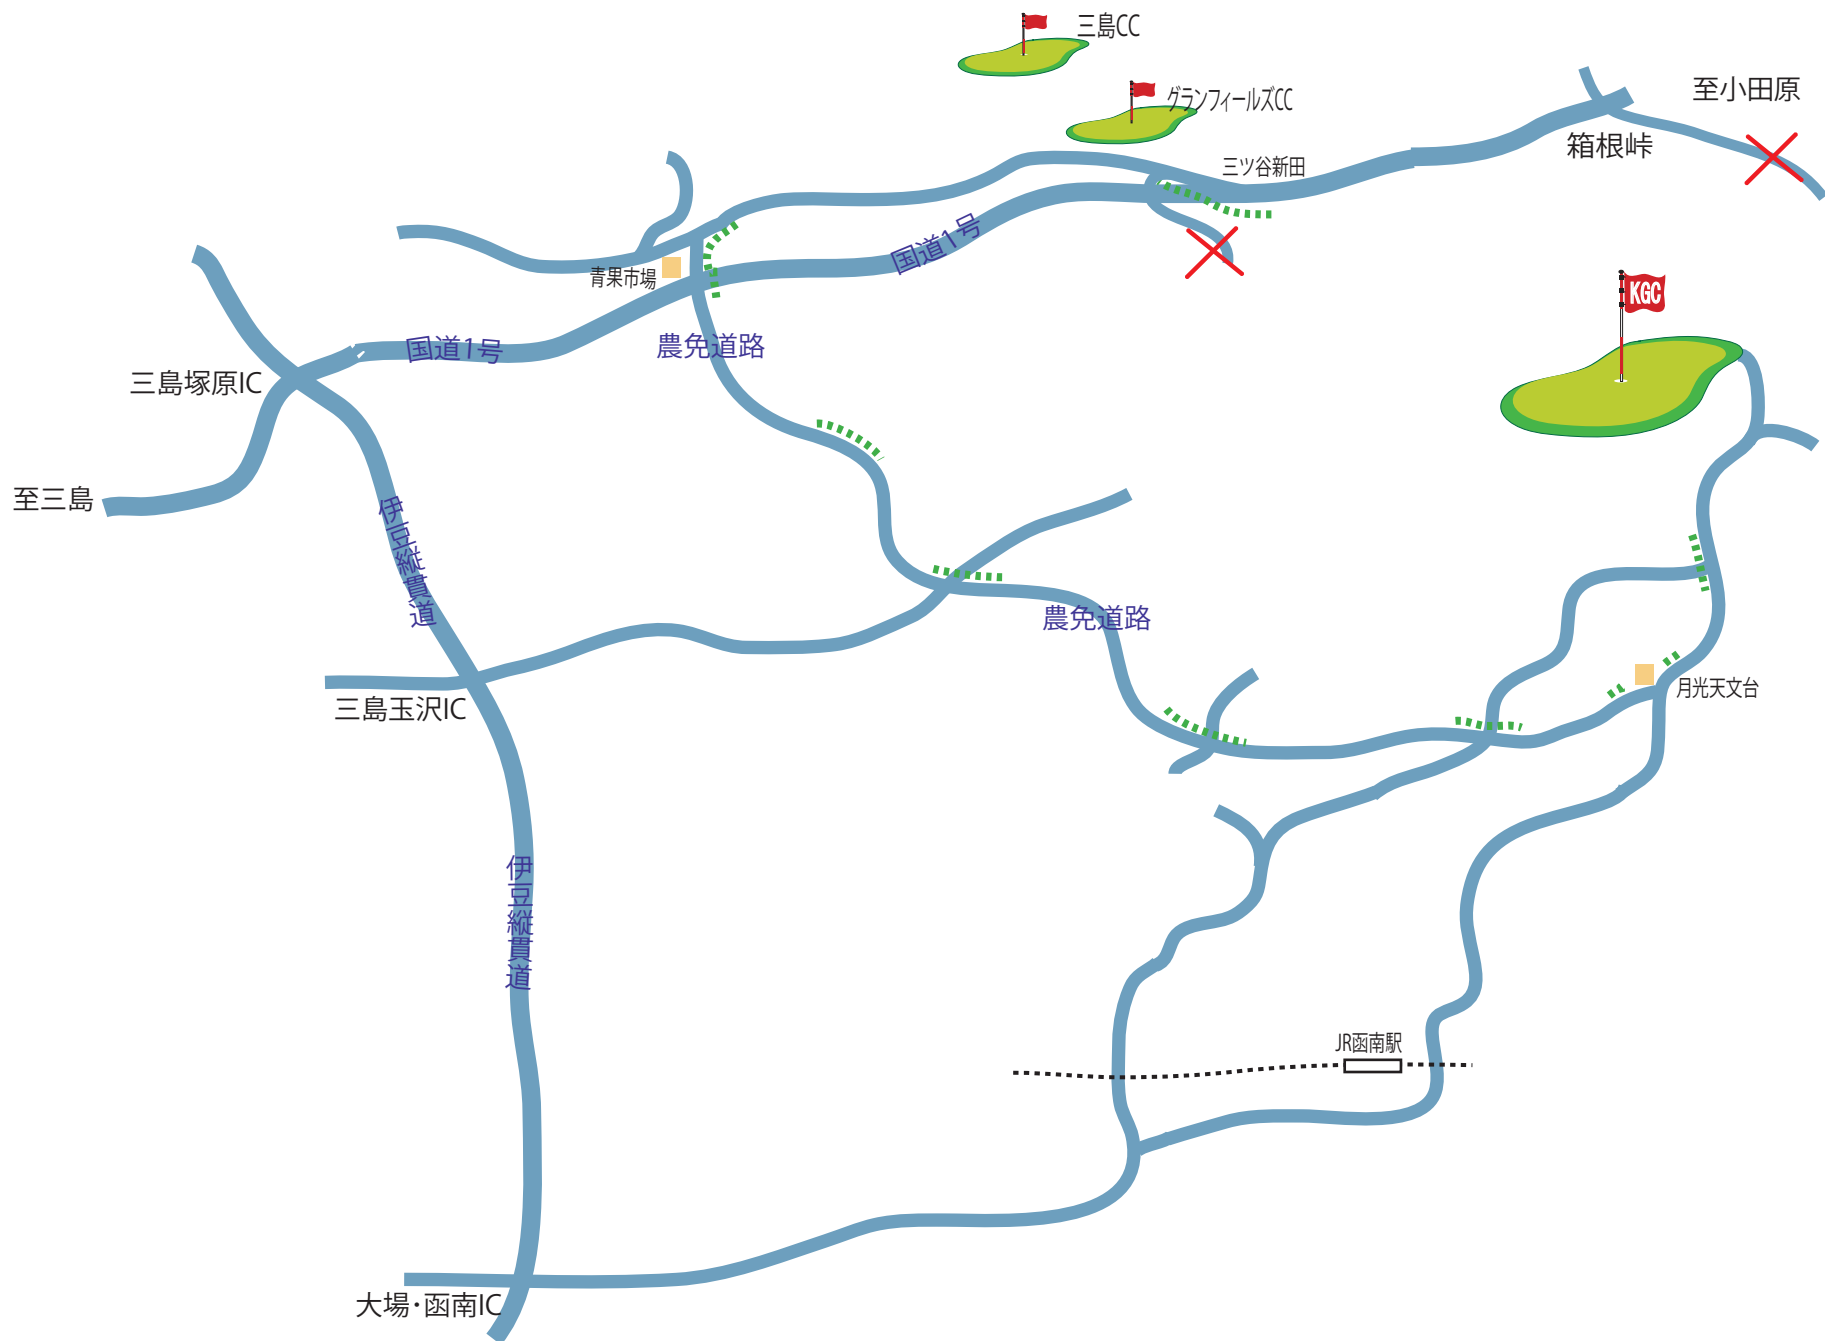 三島CC
グランフィールズCC
至小田原
箱根峠
三ツ谷新田
国道1号
青果市場
KGC
国道1号
農免道路
三島塚原IC
至三島
伊豆縦貫道
農免道路
三島玉沢IC
月光天文台
伊豆縦貫道
JR函南駅
大場・函南IC